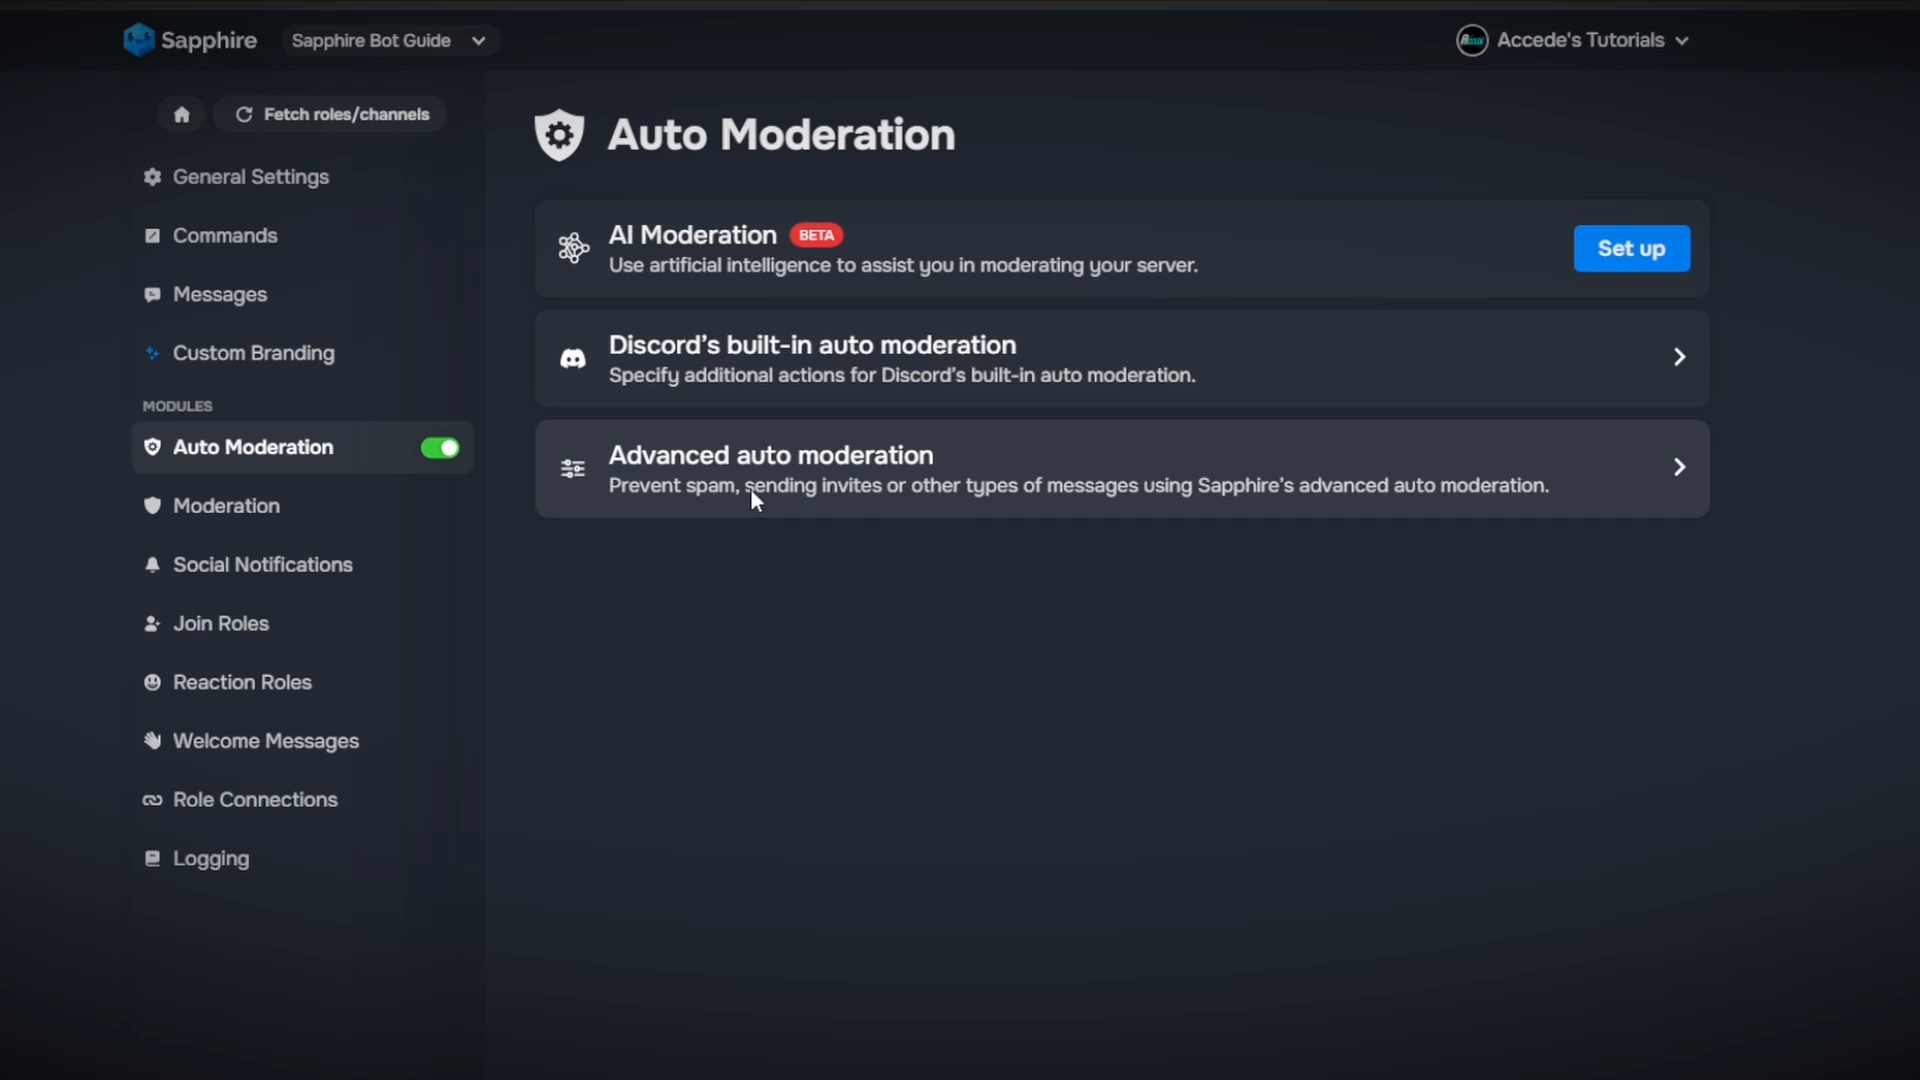 Sapphire
Sapphire Bot Guide
Accede's Tutorials
Fetch roles/channels
General Settings
Commands
Messages
Custom Branding
MODULES
Auto Moderation
Moderation
Social Notifications
Join Roles
Reaction Roles
Welcome Messages
Role Connections
Logging
Auto Moderation
AI Moderation BETA
Use artificial intelligence to assist you in moderating your server.
Set up
Discord’s built-in auto moderation
Specify additional actions for Discord’s built-in auto moderation.
Advanced auto moderation
Prevent spam, sending invites or other types of messages using Sapphire’s advanced auto moderation.